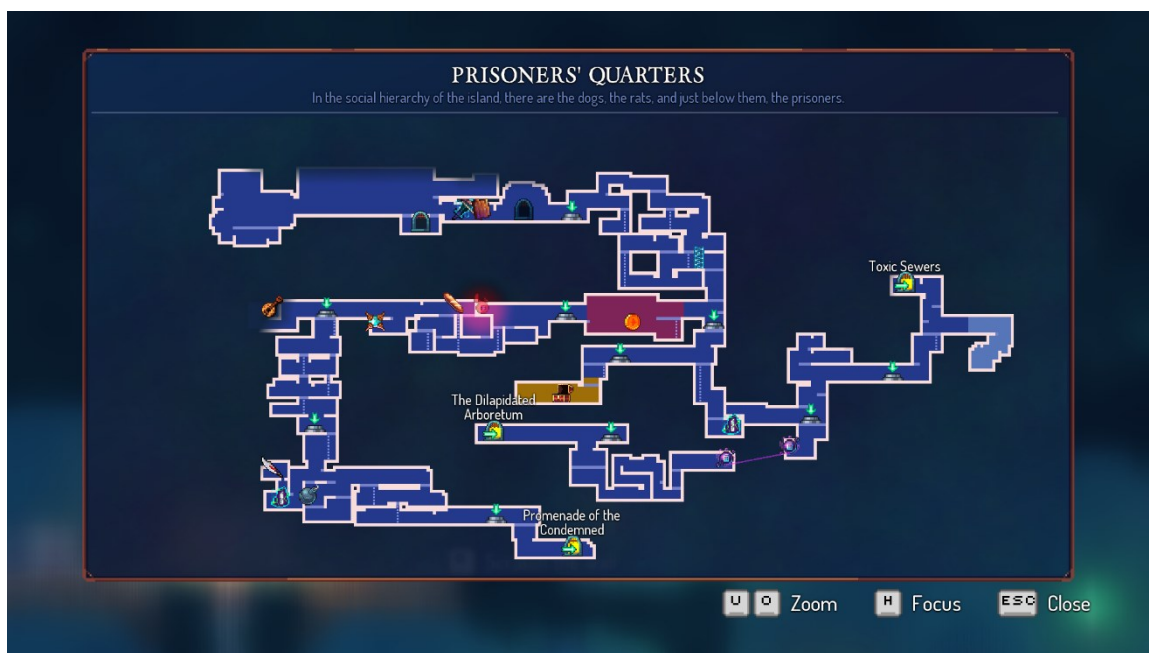 PRISONERS' QUARTERS
In the social hierarchy of the island, there are the dogs, the rats, and just below them, the prisoners.
Toxic Sewers
The Dilapidated
Arboretum
Promenade of the
Condemned
U O Zoom H Focus ESC Close